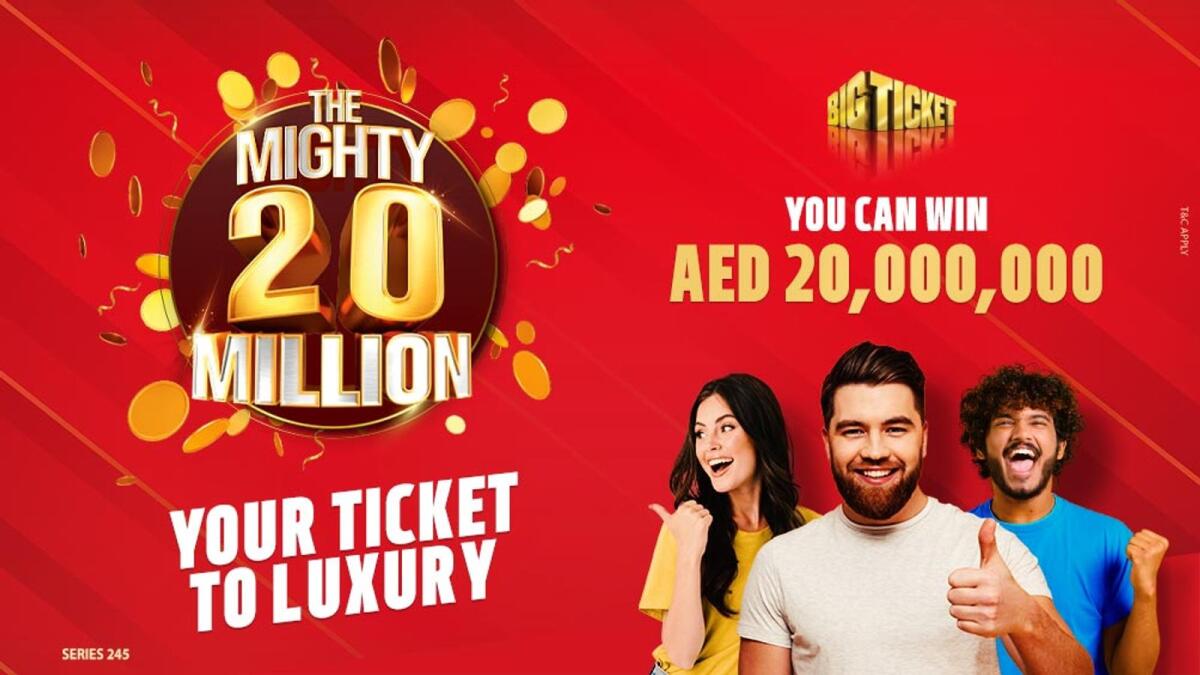 THE
MIGHTY
20
MILLION
YOUR TICKET
TO LUXURY
SERIES 245
BIG TICKET
YOU CAN WIN
AED 20,000,000
T&C APPLY